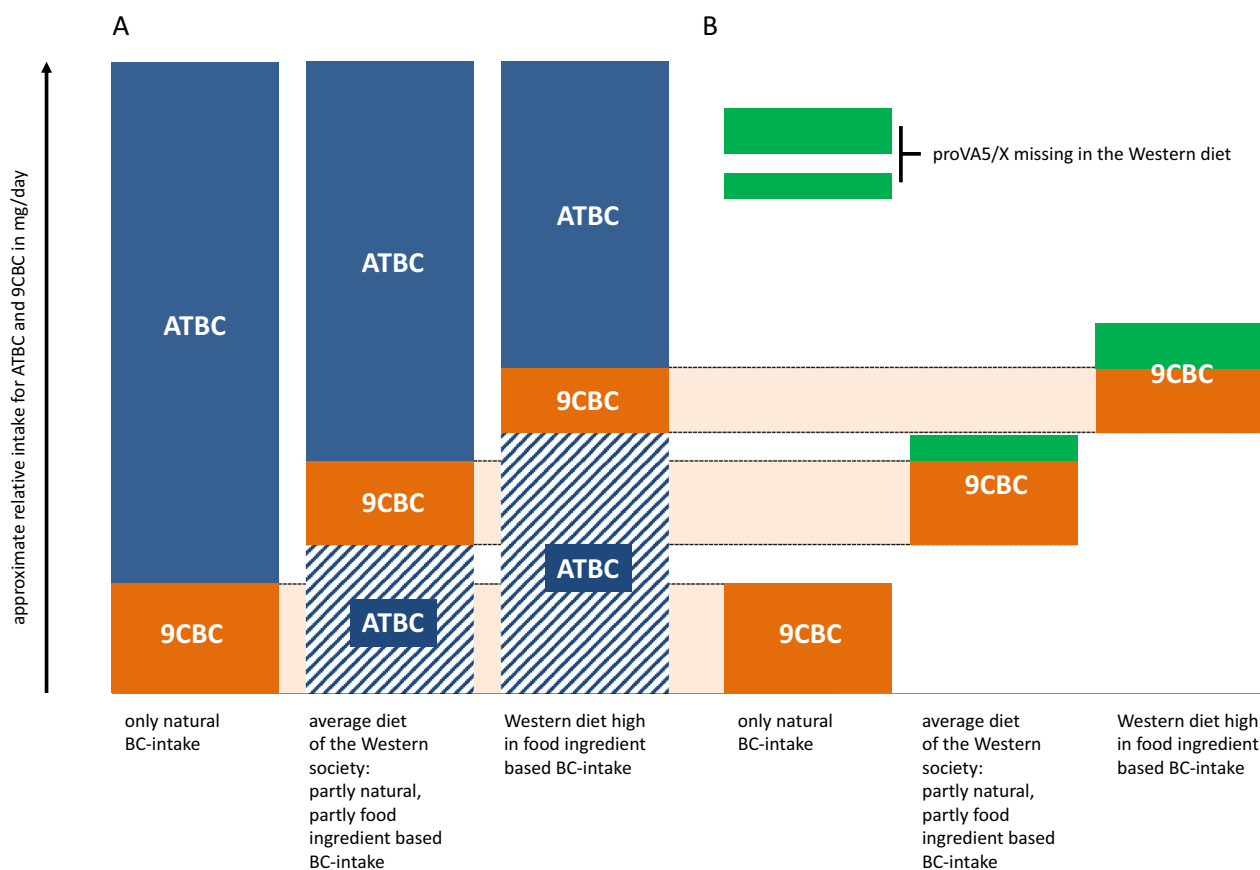 A
B
approximate relative intake for ATBC and 9CBC in mg/day
proVA5/X missing in the Western diet
ATBC
ATBC
ATBC
9CBC
9CBC
9CBC
9CBC
ATBC
ATBC
9CBC
9CBC
9CBC
only natural
BC-intake
average diet
of the Western
society:
partly natural,
partly food
ingredient based
BC-intake
Western diet high
in food ingredient
based BC-intake
only natural
BC-intake
average diet
of the Western
society:
partly natural,
partly food
ingredient based
BC-intake
Western diet high
in food ingredient
based BC-intake